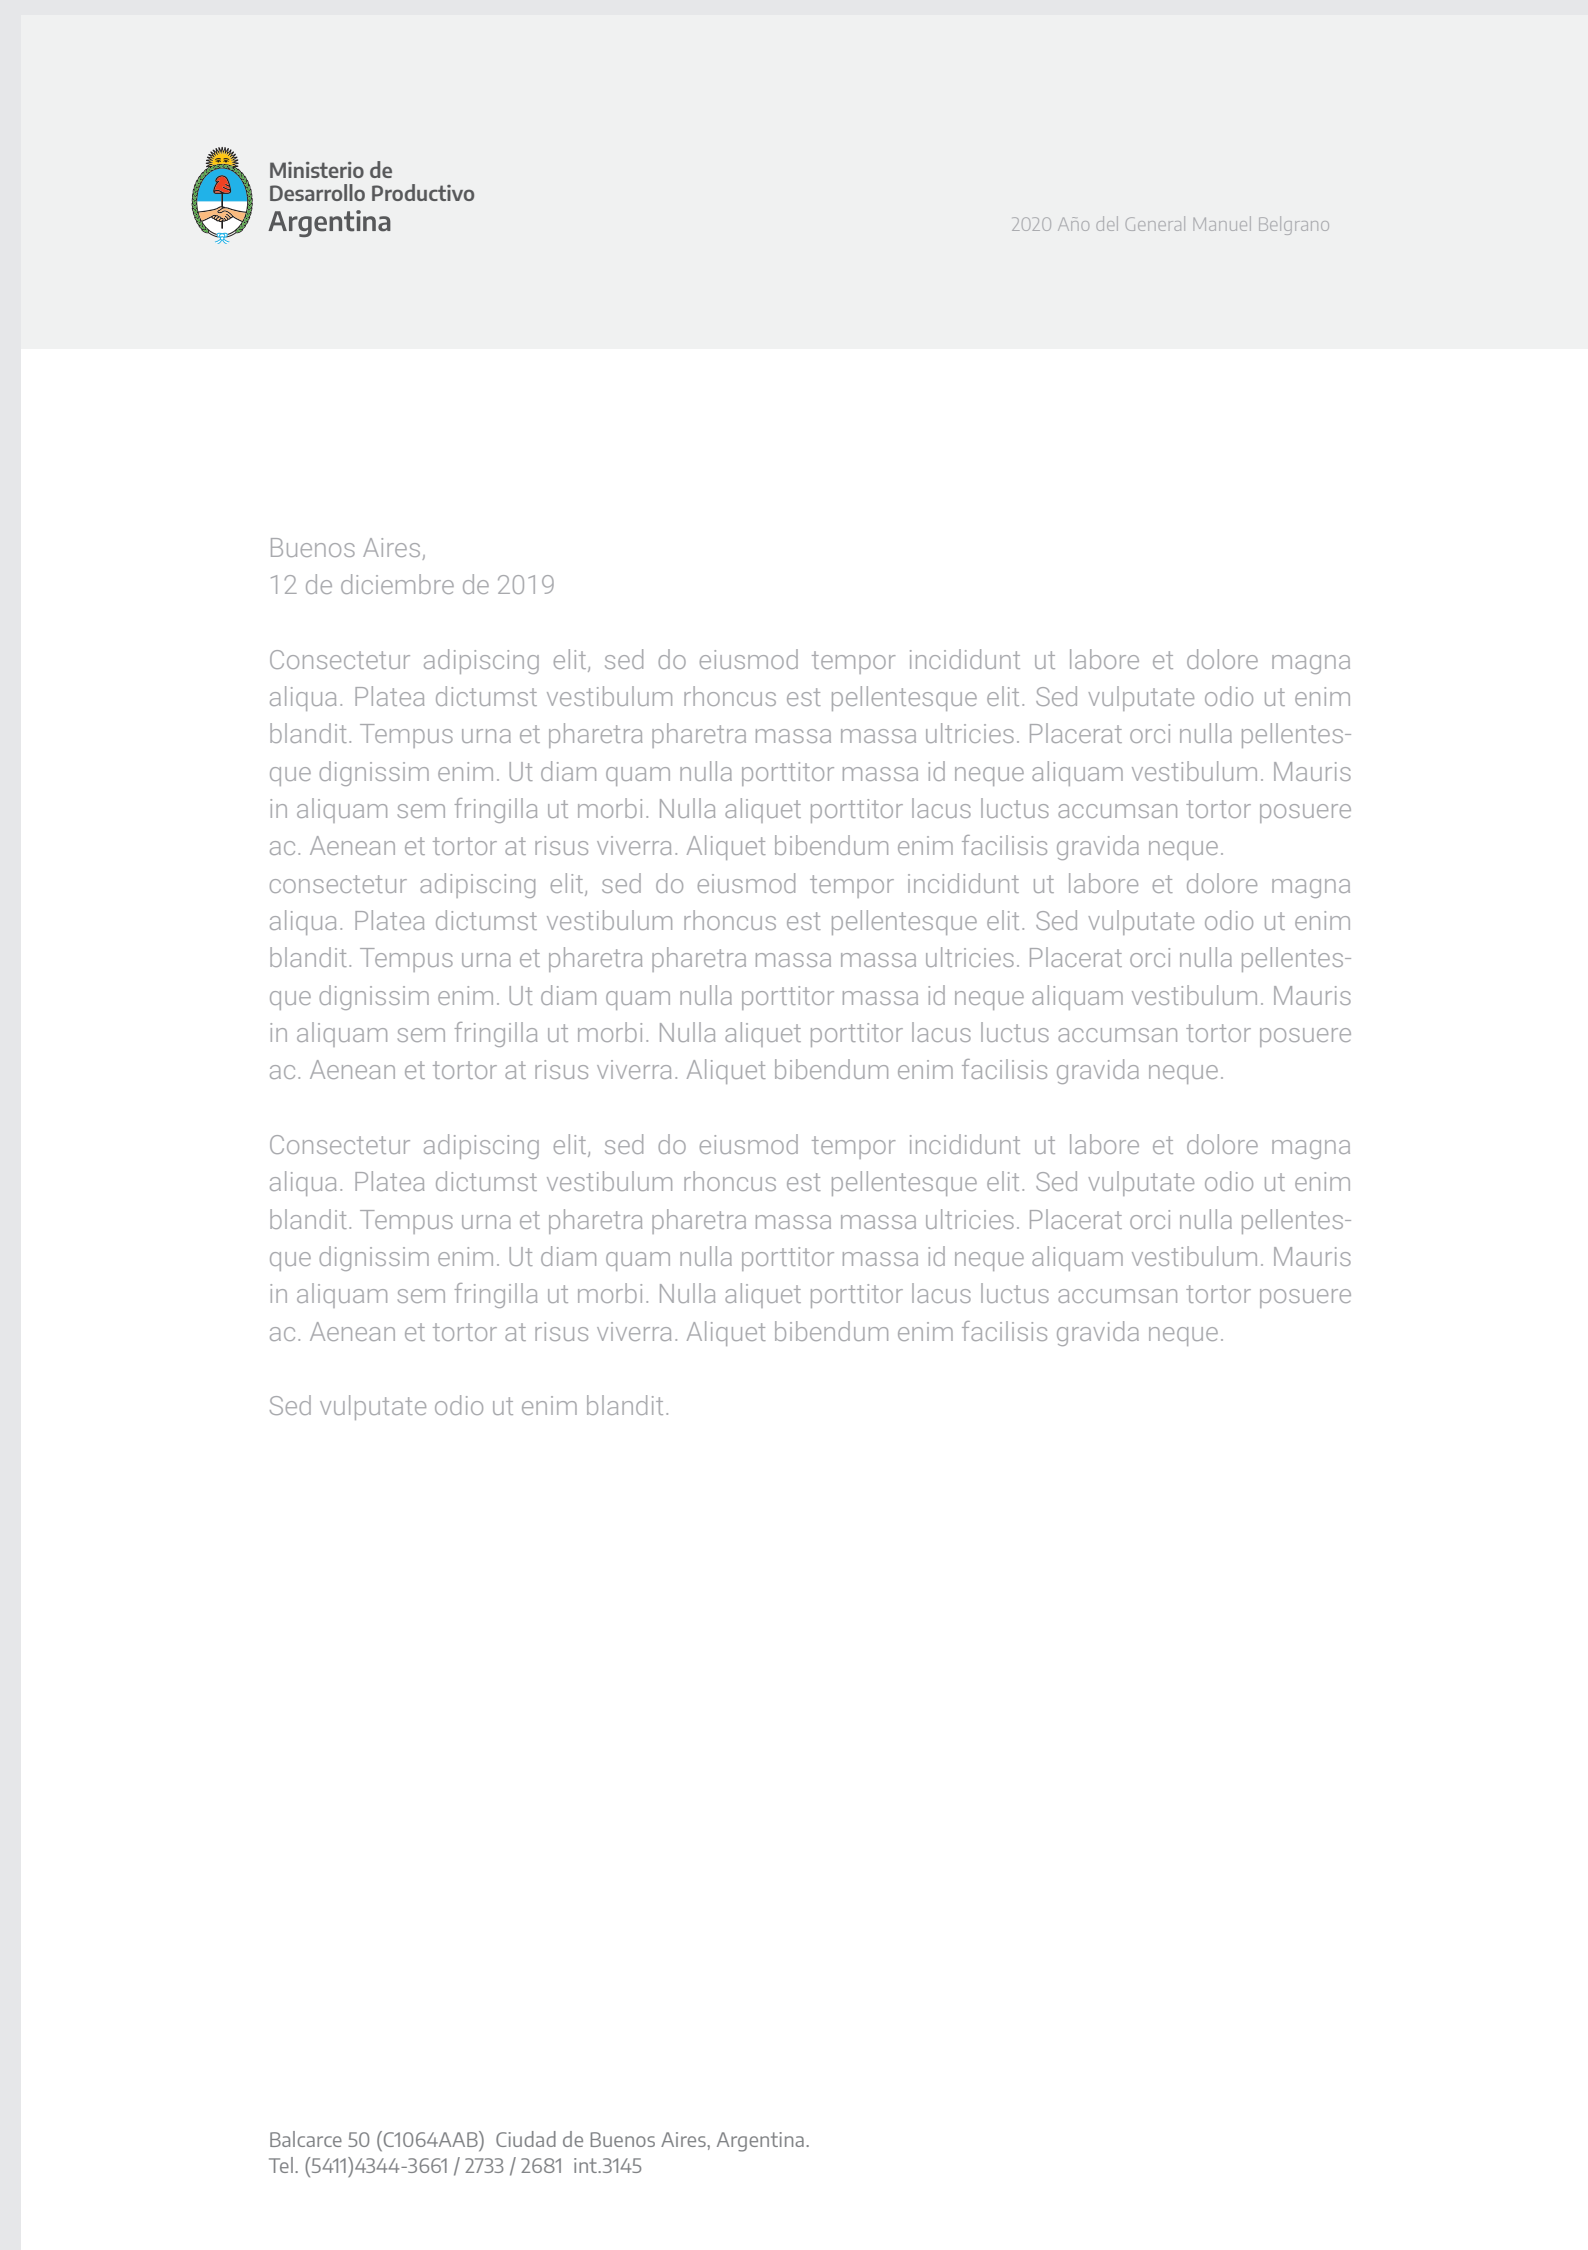 Ministerio de
Desarrollo Productivo
Argentina
2020 Año del General Manuel Belgrano
Buenos Aires,
12 de diciembre de 2019
Consectetur adipiscing elit, sed do eiusmod tempor incididunt ut labore et dolore magna
aliqua. Platea dictumst vestibulum rhoncus est pellentesque elit. Sed vulputate odio ut enim
blandit. Tempus urna et pharetra pharetra massa massa ultricies. Placerat orci nulla pellentes-
que dignissim enim. Ut diam quam nulla porttitor massa id neque aliquam vestibulum. Mauris
in aliquam sem fringilla ut morbi. Nulla aliquet porttitor lacus luctus accumsan tortor posuere
ac. Aenean et tortor at risus viverra. Aliquet bibendum enim facilisis gravida neque.
consectetur adipiscing elit, sed do eiusmod tempor incididunt ut labore et dolore magna
aliqua. Platea dictumst vestibulum rhoncus est pellentesque elit. Sed vulputate odio ut enim
blandit. Tempus urna et pharetra pharetra massa massa ultricies. Placerat orci nulla pellentes-
que dignissim enim. Ut diam quam nulla porttitor massa id neque aliquam vestibulum. Mauris
in aliquam sem fringilla ut morbi. Nulla aliquet porttitor lacus luctus accumsan tortor posuere
ac. Aenean et tortor at risus viverra. Aliquet bibendum enim facilisis gravida neque.
Consectetur adipiscing elit, sed do eiusmod tempor incididunt ut labore et dolore magna
aliqua. Platea dictumst vestibulum rhoncus est pellentesque elit. Sed vulputate odio ut enim
blandit. Tempus urna et pharetra pharetra massa massa ultricies. Placerat orci nulla pellentes-
que dignissim enim. Ut diam quam nulla porttitor massa id neque aliquam vestibulum. Mauris
in aliquam sem fringilla ut morbi. Nulla aliquet porttitor lacus luctus accumsan tortor posuere
ac. Aenean et tortor at risus viverra. Aliquet bibendum enim facilisis gravida neque.
Sed vulputate odio ut enim blandit.
Balcarce 50 (C1064AAB)  Ciudad de Buenos Aires, Argentina.
Tel. (5411)4344-3661 / 2733 / 2681  int.3145